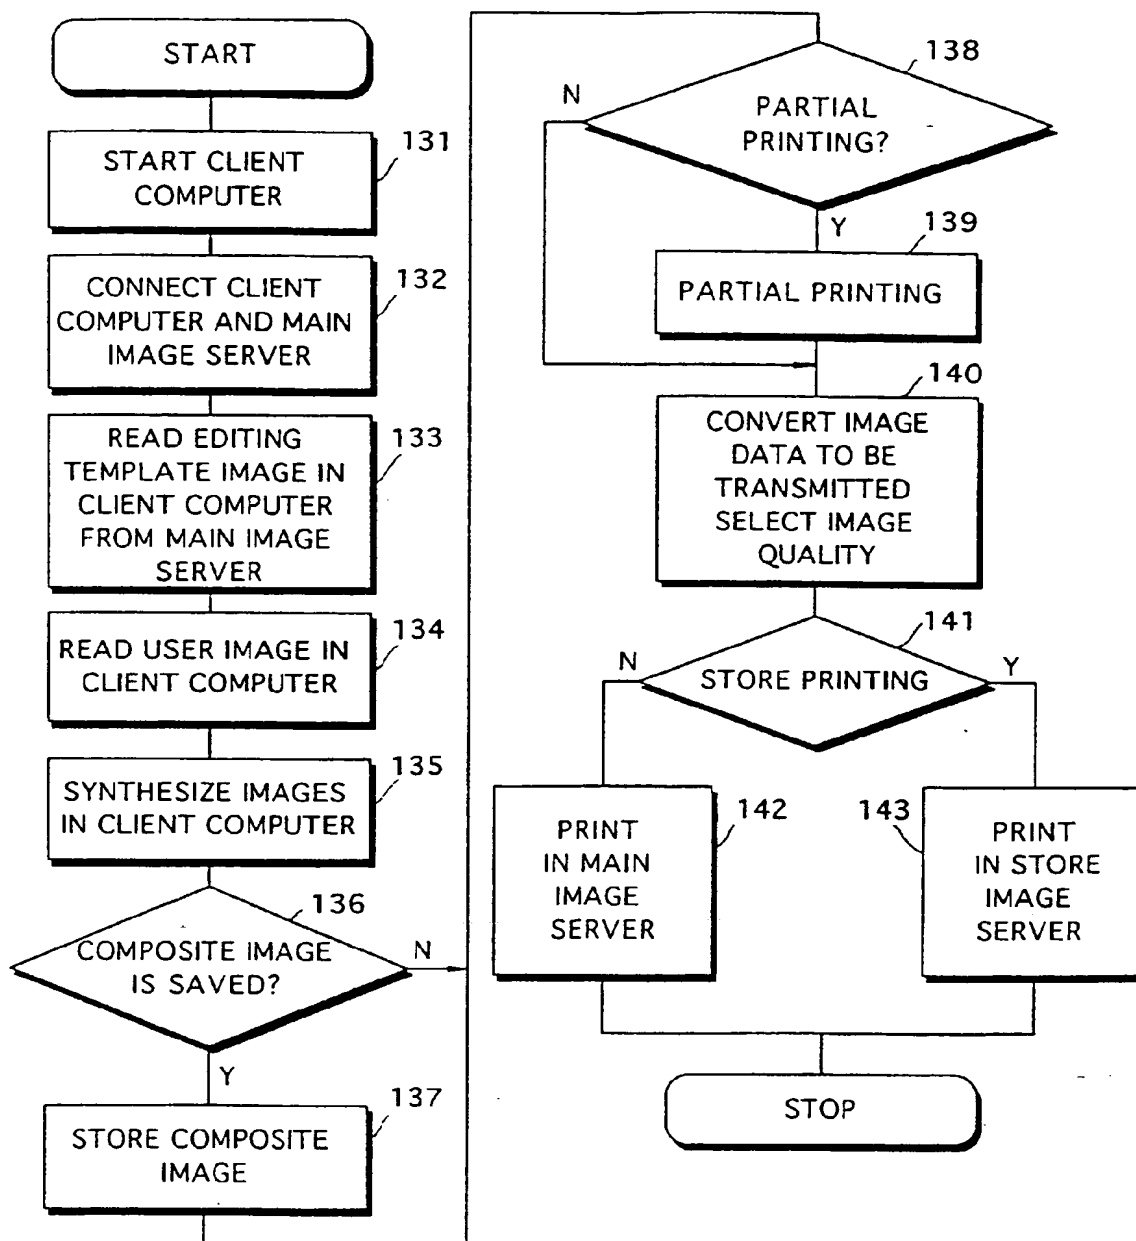 START
131
START CLIENT
COMPUTER
132
CONNECT CLIENT
COMPUTER AND MAIN
IMAGE SERVER
133
READ EDITING
TEMPLATE IMAGE IN
CLIENT COMPUTER
FROM MAIN IMAGE
SERVER
134
READ USER IMAGE IN
CLIENT COMPUTER
135
SYNTHESIZE IMAGES
IN CLIENT COMPUTER
136
COMPOSITE IMAGE
IS SAVED?
N
Y
137
STORE COMPOSITE
IMAGE
138
PARTIAL
PRINTING?
N
Y
139
PARTIAL PRINTING
140
CONVERT IMAGE
DATA TO BE
TRANSMITTED
SELECT IMAGE
QUALITY
141
STORE PRINTING
N
Y
142
PRINT
IN MAIN
IMAGE
SERVER
143
PRINT
IN STORE
IMAGE
SERVER
STOP